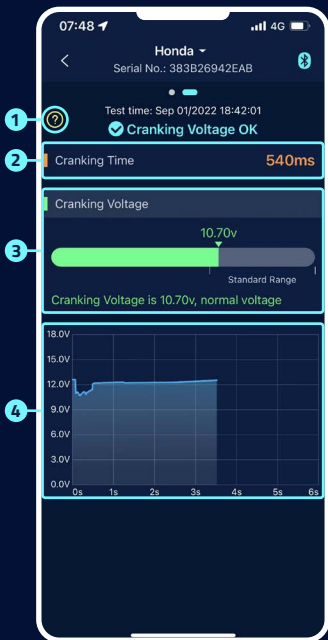 07:48 4G
Honda
Serial No.: 383B26942EAB
Test time: Sep 01/2022 18:42:01
1 ?
Cranking Voltage OK
2 Cranking Time 540ms
Cranking Voltage
10.70v
3
Standard Range
Cranking Voltage is 10.70v, normal voltage
18.0V
15.0V
12.0V
4 9.0V
6.0V
3.0V
0.0V
0s 1s 2s 3s 4s 5s 6s